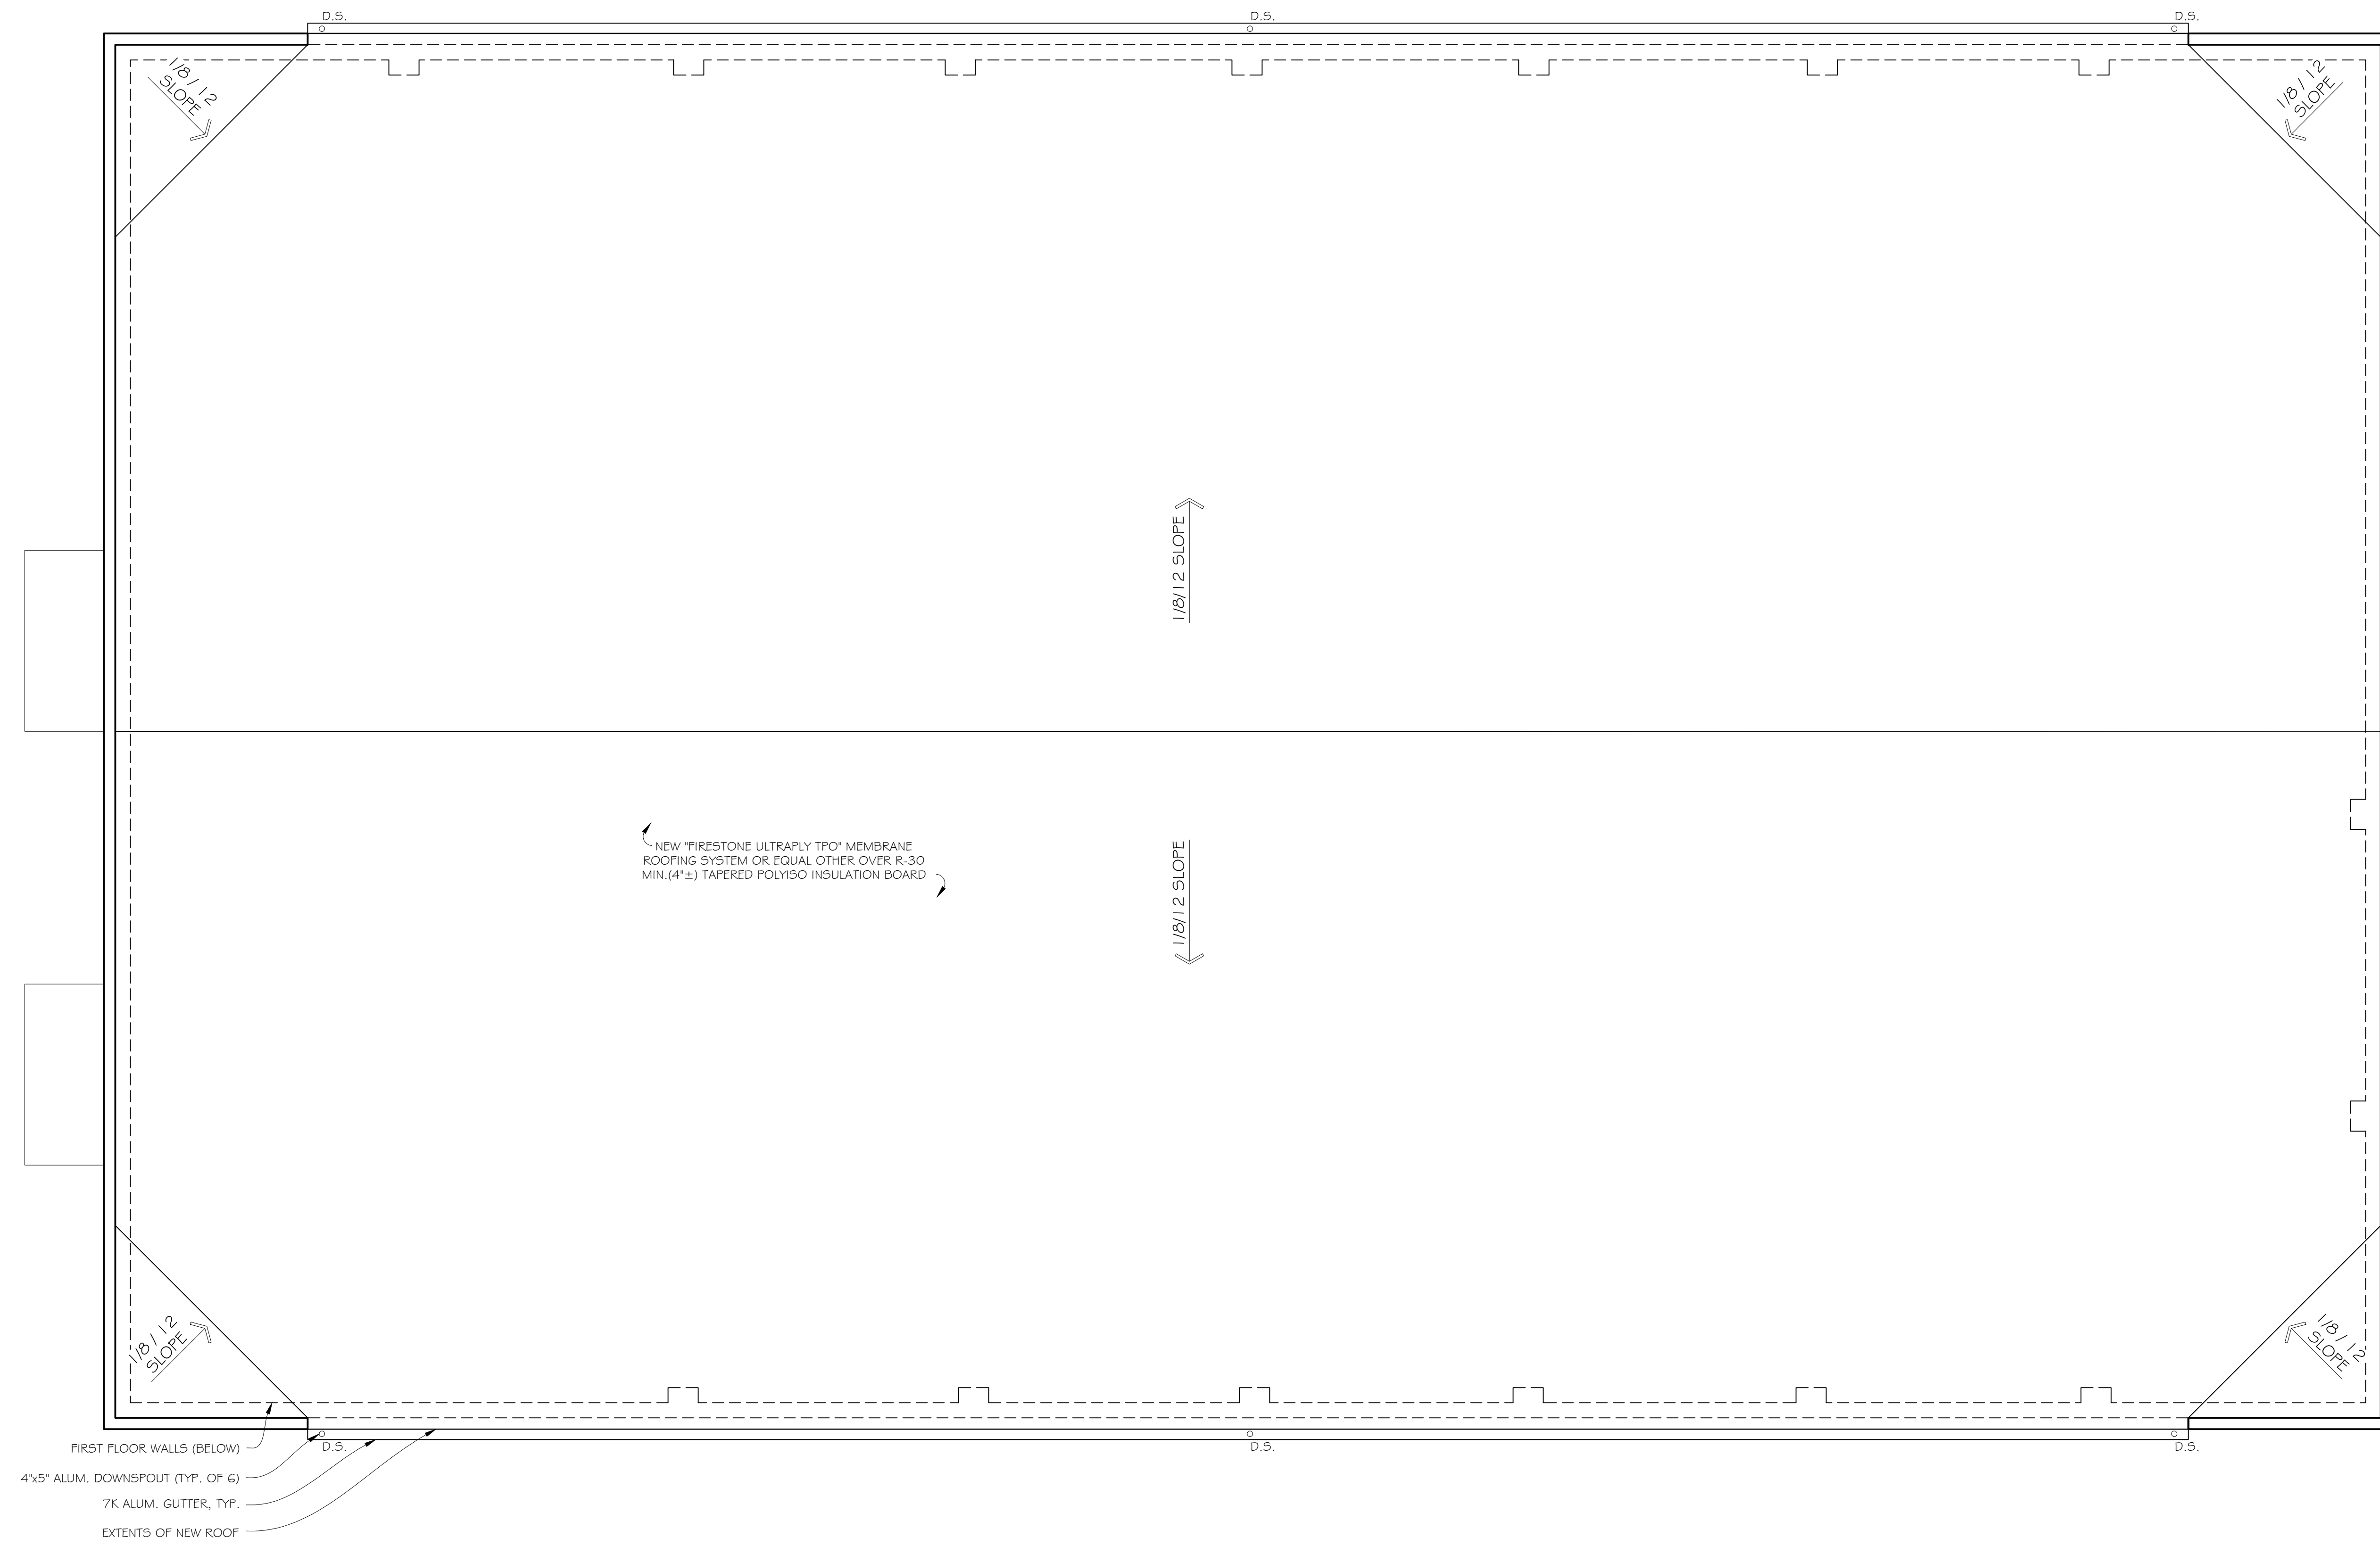 D.S.
D.S.
D.S.
1/8 / 12
SLOPE
1/8 / 12
SLOPE
1/8/12 SLOPE
NEW "FIRESTONE ULTRAPLY TPO" MEMBRANE
ROOFING SYSTEM OR EQUAL OTHER OVER R-30
MIN.(4"±) TAPERED POLYISO INSULATION BOARD
1/8/12 SLOPE
1/8 / 12
SLOPE
1/8 / 12
SLOPE
D.S.
D.S.
D.S.
FIRST FLOOR WALLS (BELOW)
4"x5" ALUM. DOWNSPOUT (TYP. OF 6)
7K ALUM. GUTTER, TYP.
EXTENTS OF NEW ROOF